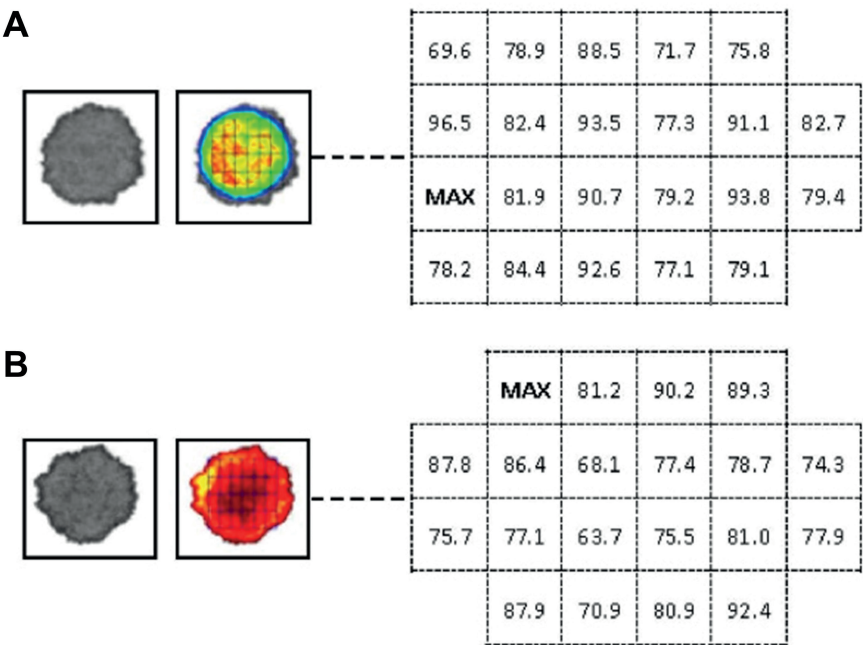 A
69.6 78.9 88.5 71.7 75.8
96.5 82.4 93.5 77.3 91.1 82.7
MAX 81.9 90.7 79.2 93.8 79.4
78.2 84.4 92.6 77.1 79.1
B
MAX 81.2 90.2 89.3
87.8 86.4 68.1 77.4 78.7 74.3
75.7 77.1 63.7 75.5 81.0 77.9
87.9 70.9 80.9 92.4